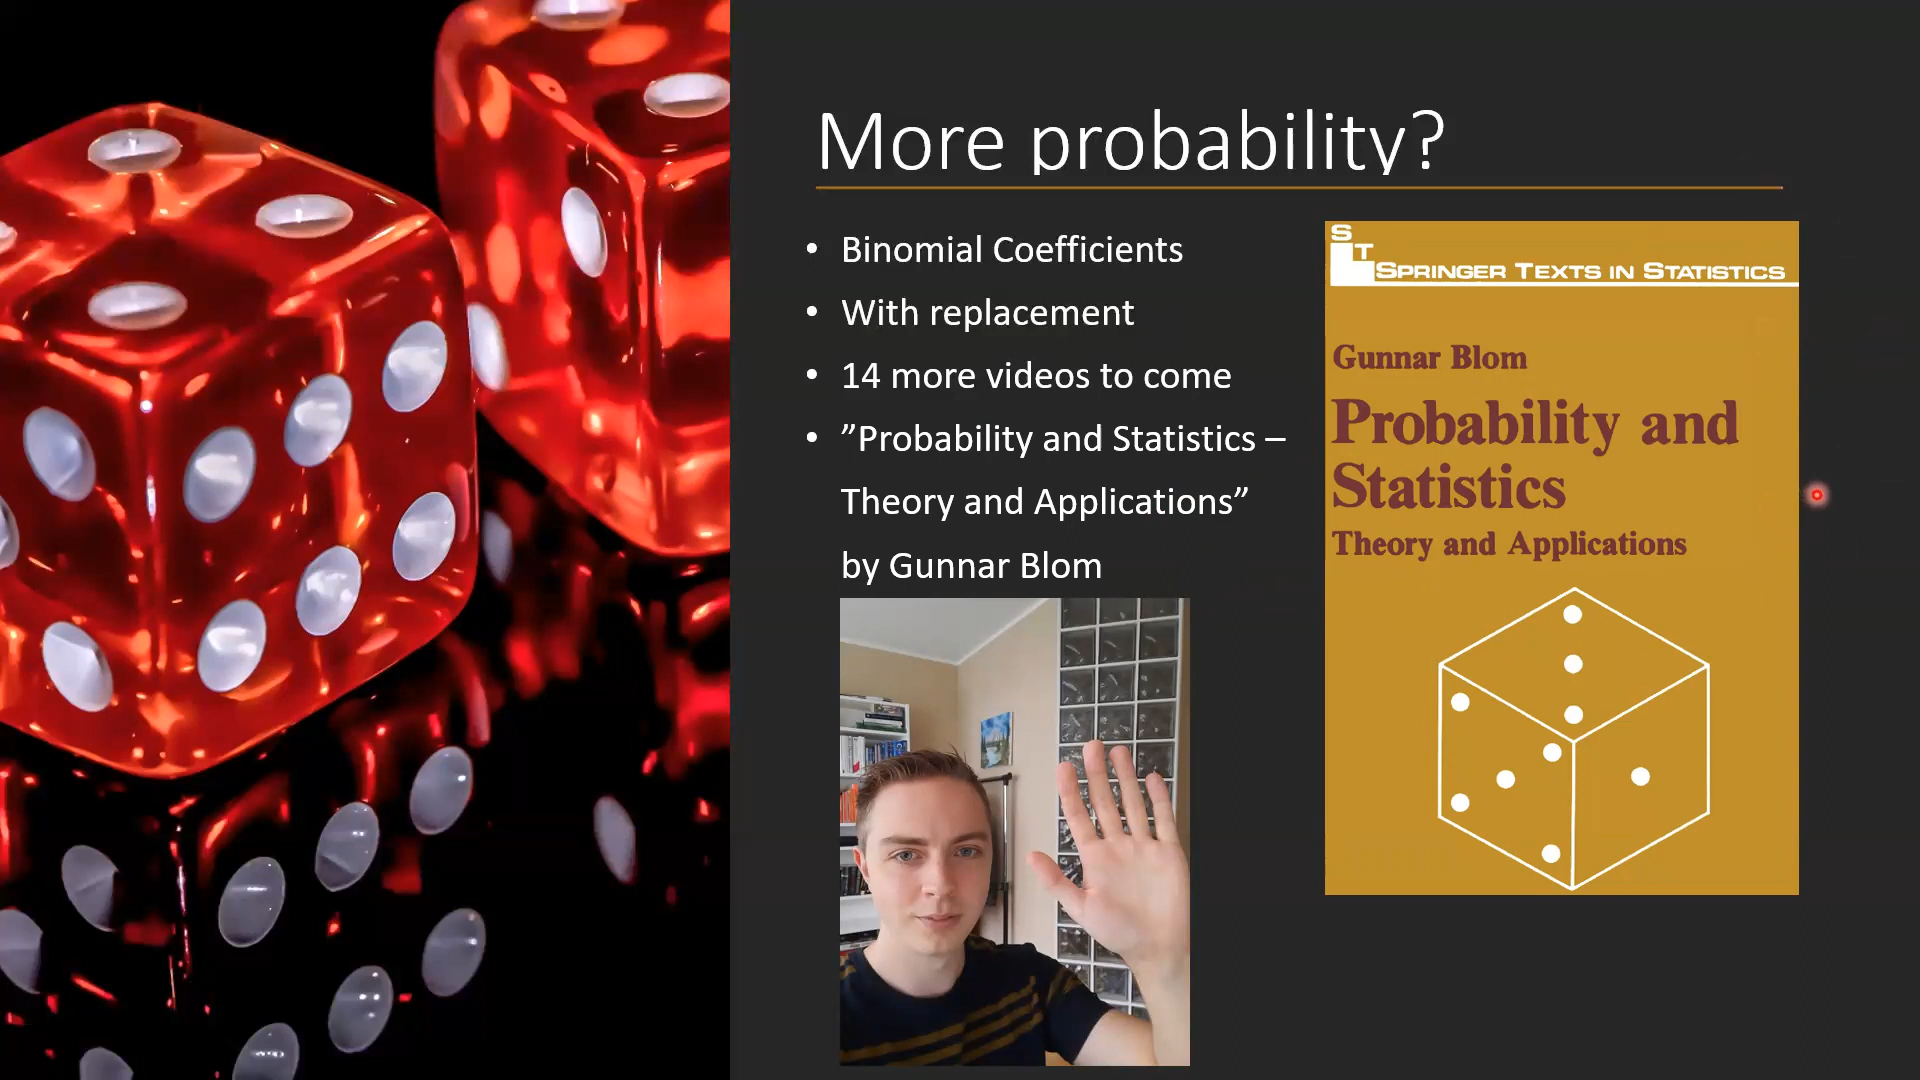 More probability?
• Binomial Coefficients
• With replacement
• 14 more videos to come
• ”Probability and Statistics –
Theory and Applications”
by Gunnar Blom
S
T
SPRINGER TEXTS IN STATISTICS
Gunnar Blom
Probability and
Statistics
Theory and Applications